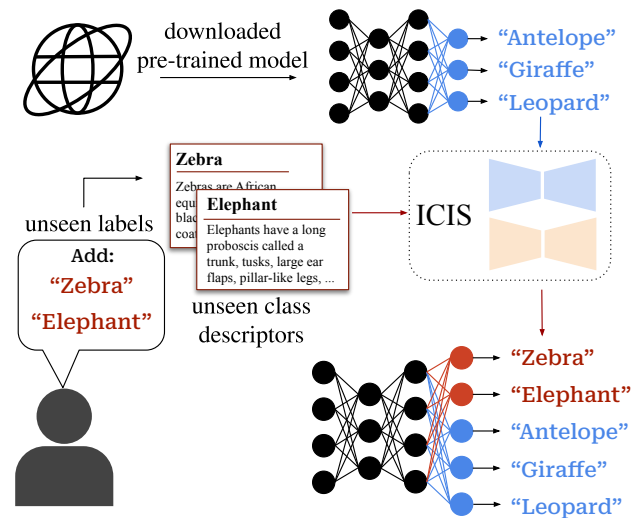 downloaded
pre-trained model
“Antelope”
“Giraffe”
“Leopard”
Zebra
Zebras are African
equ
blac
coat
Elephant
Elephants have a long
proboscis called a
trunk, tusks, large ear
flaps, pillar-like legs, ...
unseen class
descriptors
unseen labels
Add:
“Zebra”
“Elephant”
ICIS
“Zebra”
“Elephant”
“Antelope”
“Giraffe”
“Leopard”